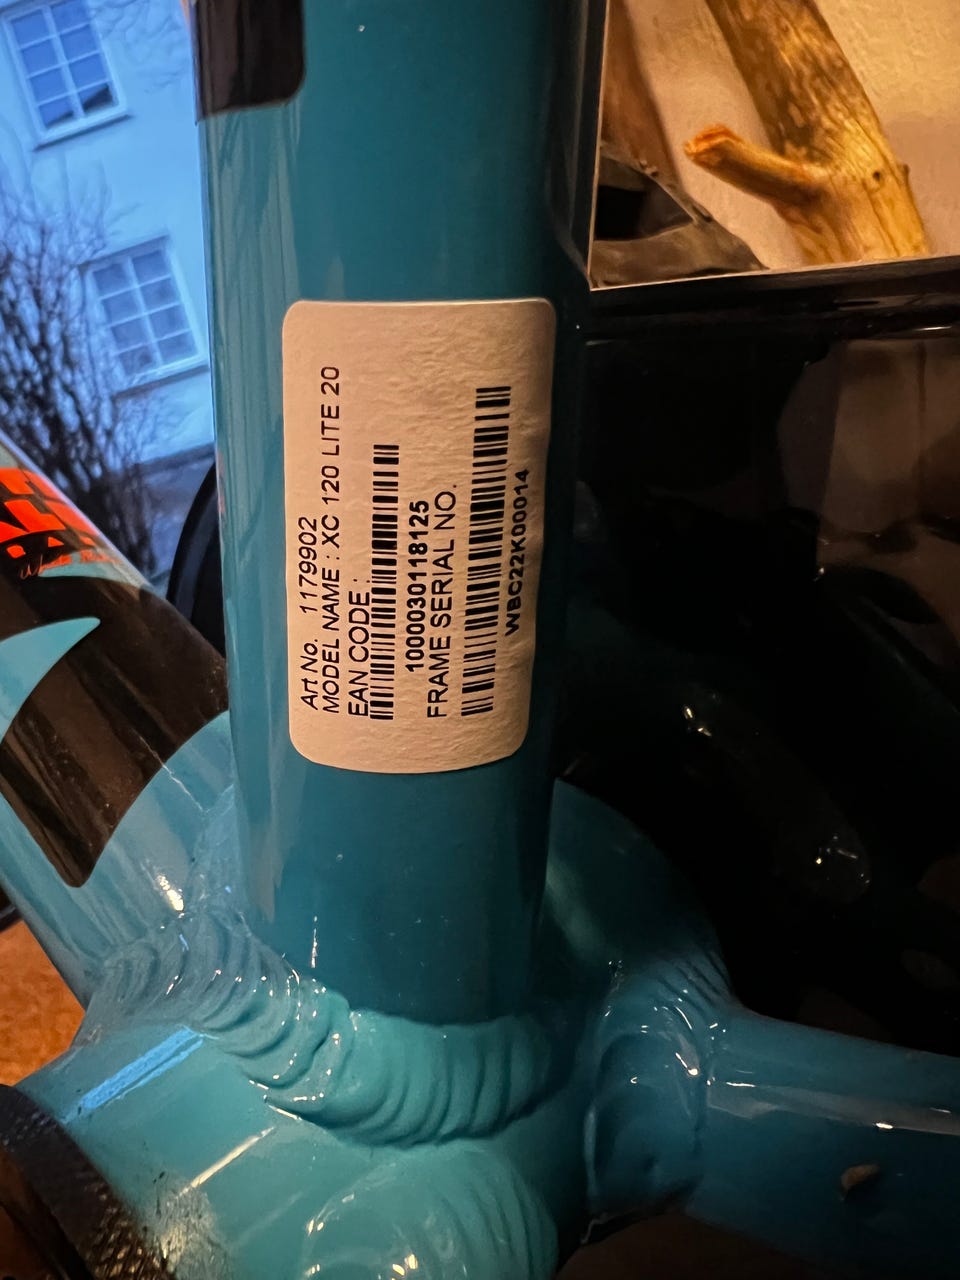 Art No. 1179902
MODEL NAME : XC 120 LITE 20
EAN CODE :
1000030118125
FRAME SERIAL NO.
WBC22K00014